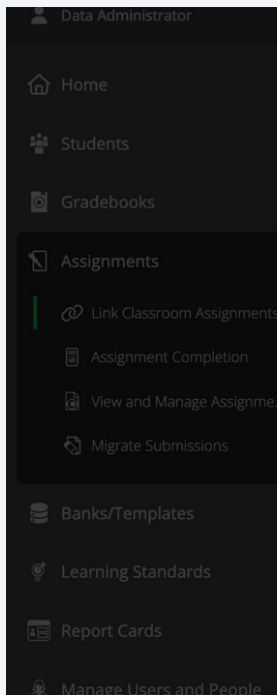 Data Administrator
Home
Students
Gradebooks
Assignments
Link Classroom Assignments
Assignment Completion
View and Manage Assignme...
Migrate Submissions
Banks/Templates
Learning Standards
Report Cards
Manage Users and People